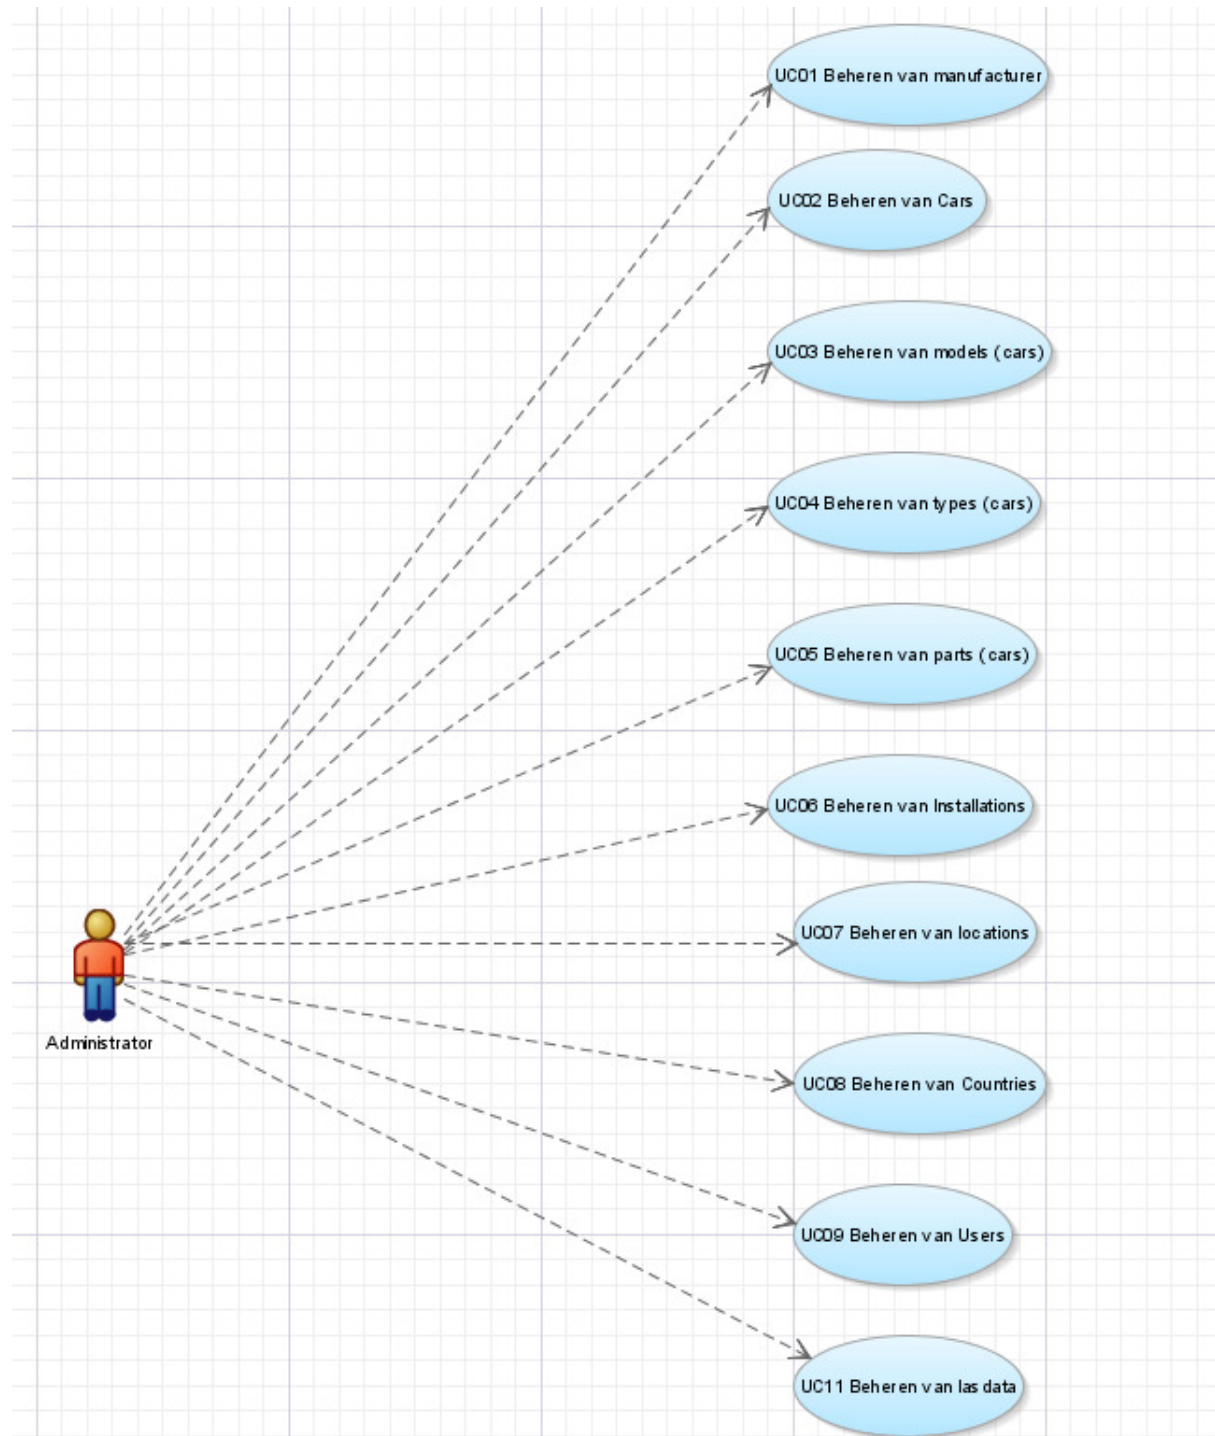 UC01 Beheren van manufacturer
UC02 Beheren van Cars
UC03 Beheren van models (cars)
UC04 Beheren van types (cars)
UC05 Beheren van parts (cars)
UC06 Beheren van Installations
UC07 Beheren van locations
Administrator
UC08 Beheren van Countries
UC09 Beheren van Users
UC11 Beheren van lasdata